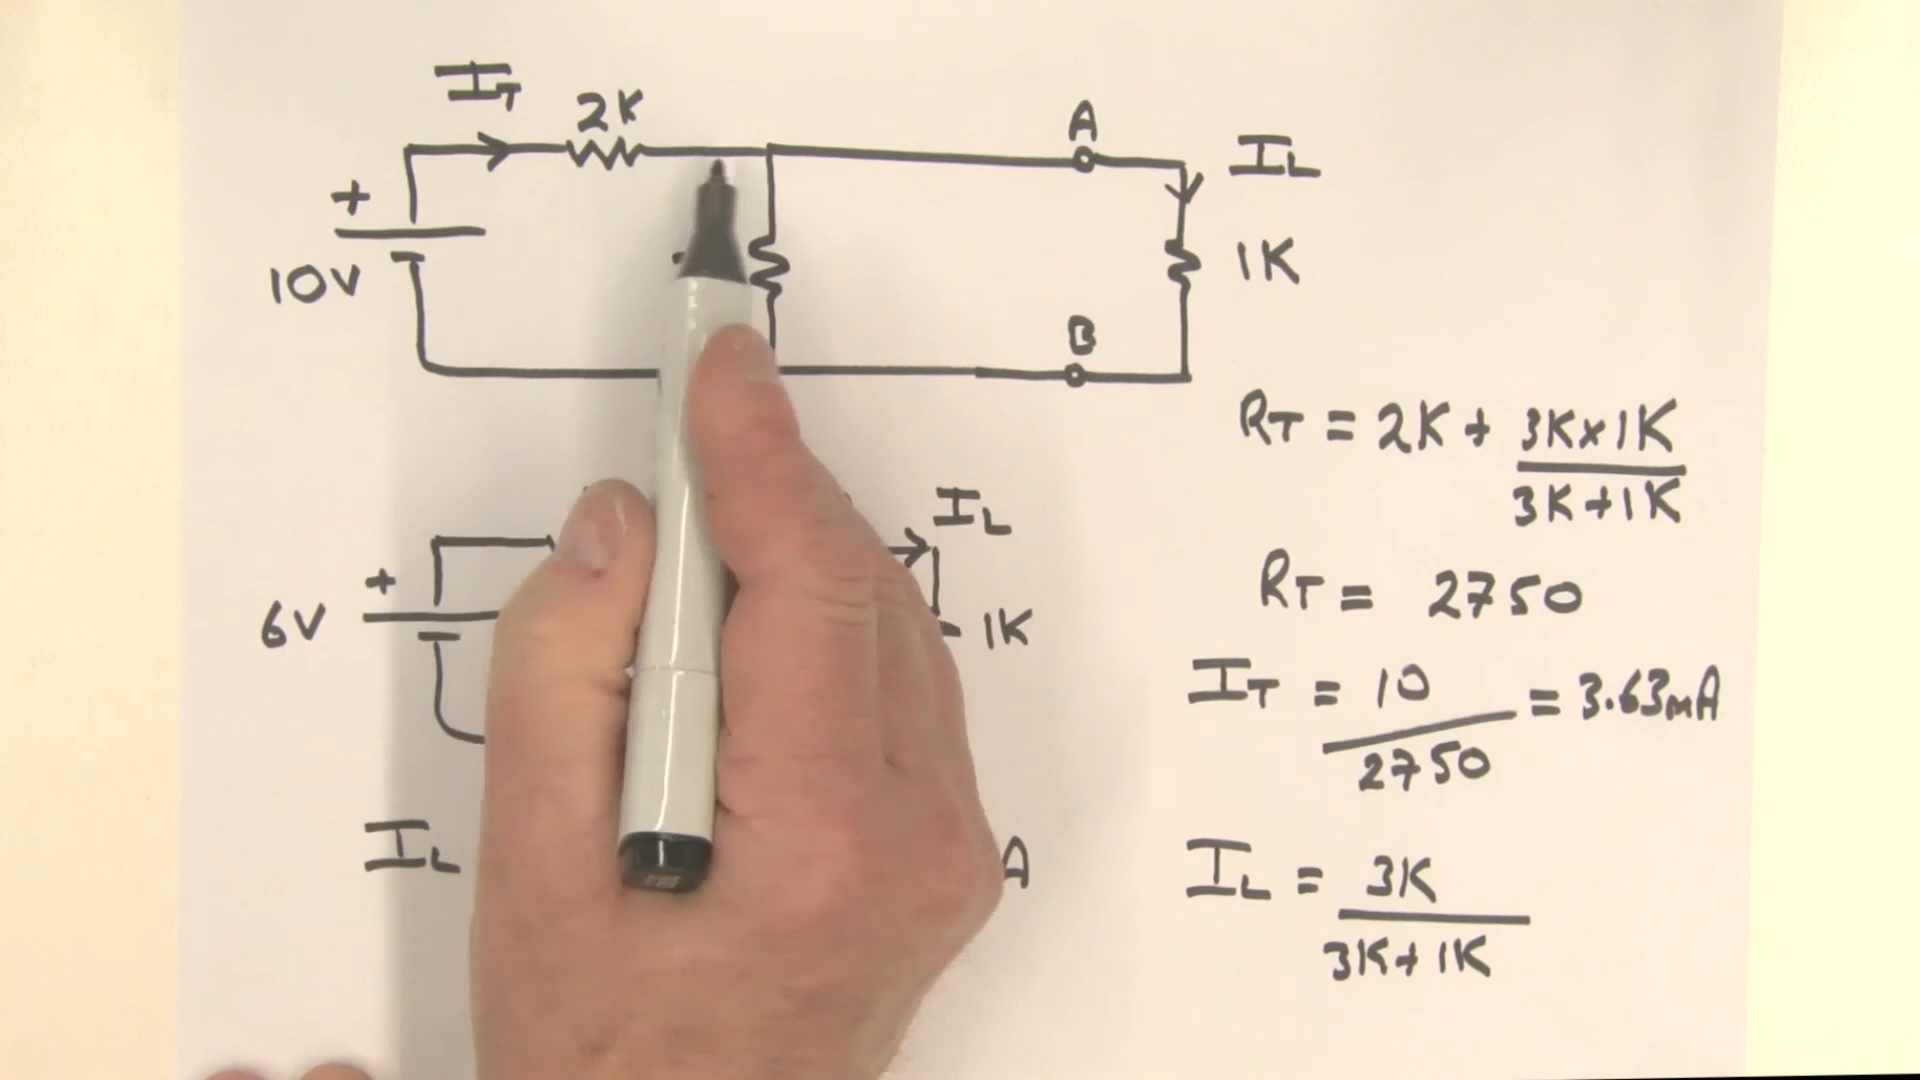 IT
2K
A
IL
+
10V
1K
B
RT = 2K + 3K×1K
3K+1K
IL
RT = 2750
+
6V
1K
IT = 10 = 3.63mA
2750
IL
A
IL = 3K
3K+1K